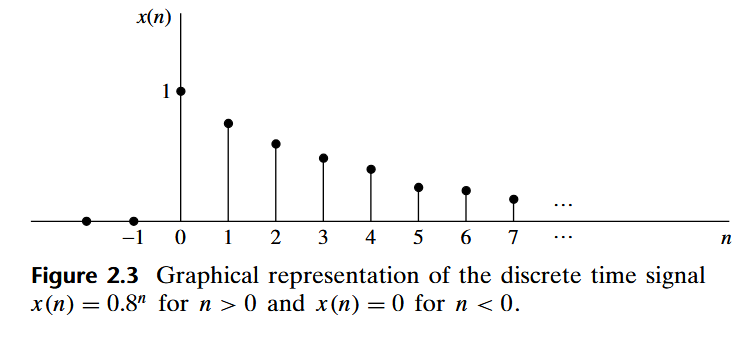 x(n)
1
...
−1 0 1 2 3 4 5 6 7 ... n
Figure 2.3 Graphical representation of the discrete time signal
x(n) = 0.8ⁿ for n > 0 and x(n) = 0 for n < 0.